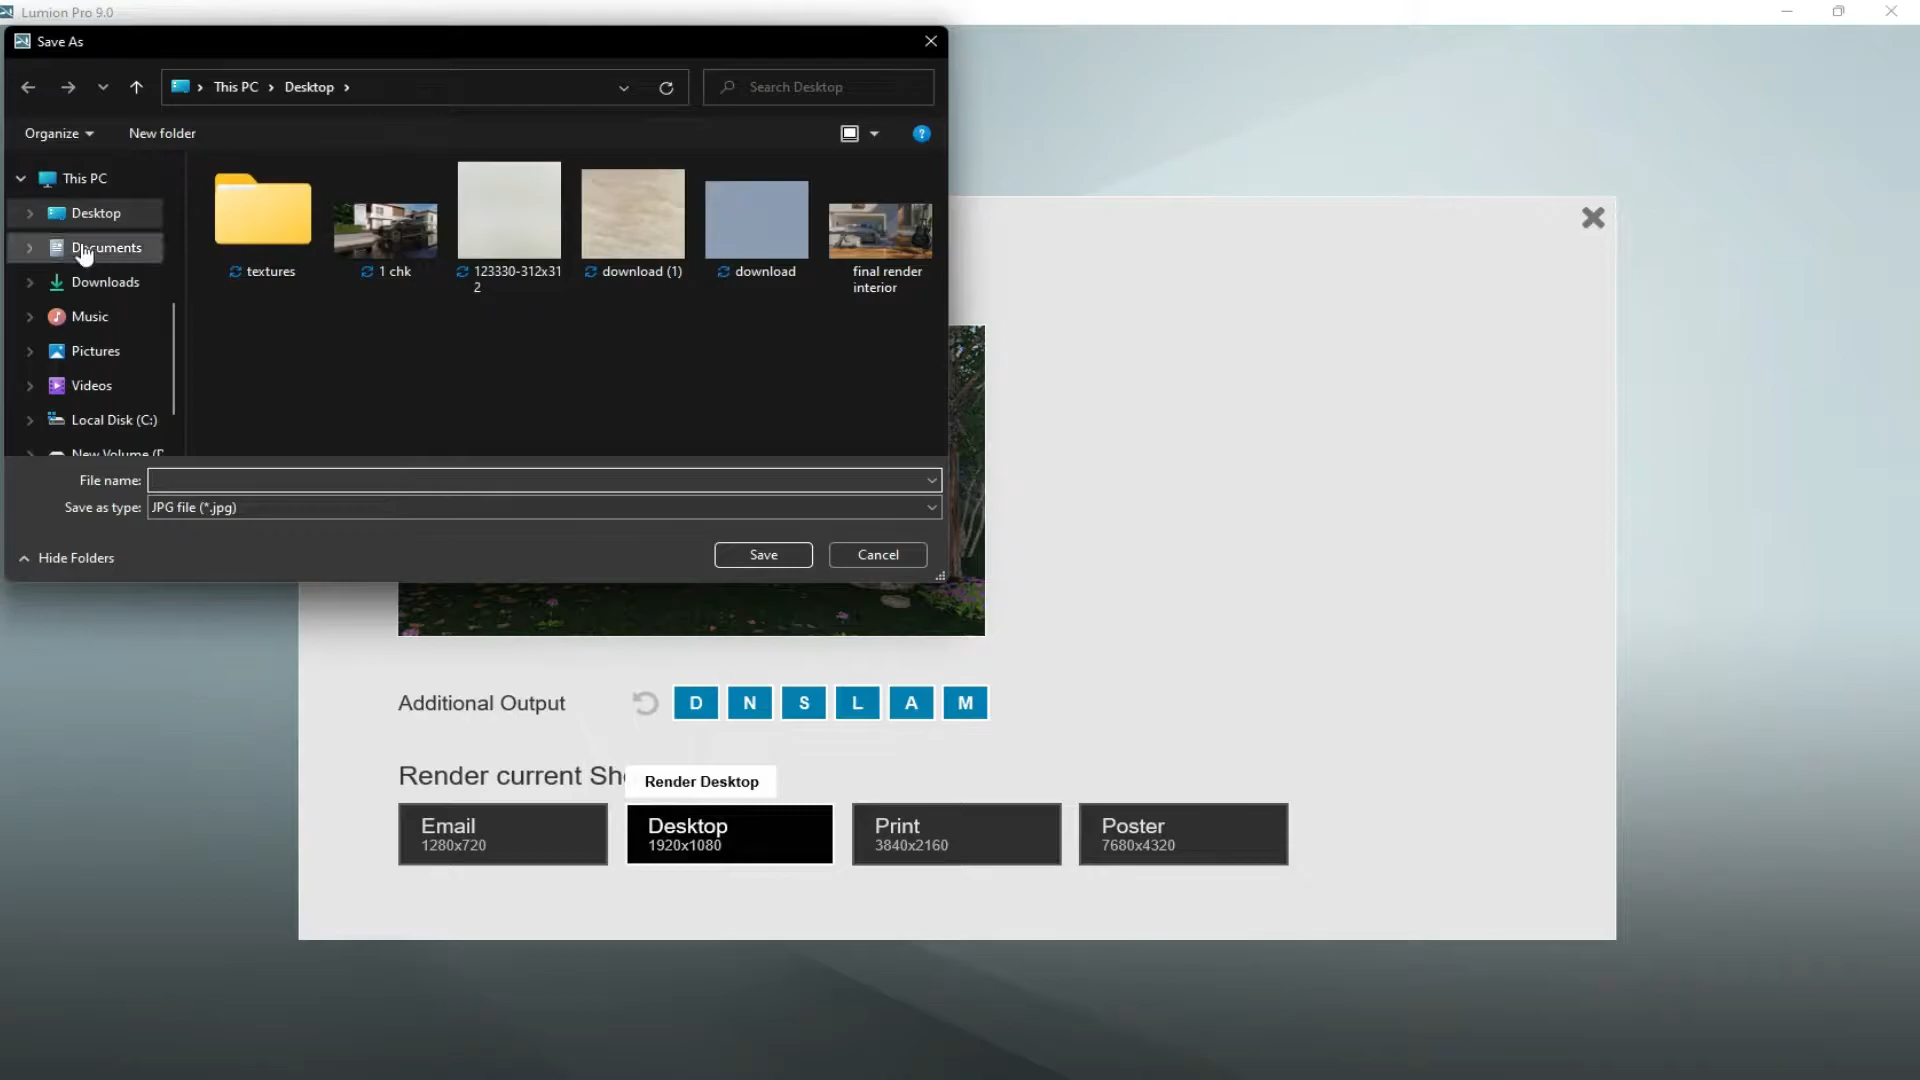 Lumion Pro 9.0
Save As
This PC > Desktop >
Search Desktop
Organize
New folder
This PC
Desktop
Documents
Downloads
Music
Pictures
Videos
Local Disk (C:)
textures
1 chk
123330-312x31
2
download (1)
download
final render
interior
File name:
Save as type: JPG file (*.jpg)
Hide Folders
Save
Cancel
Additional Output
D N S L A M
Render current Sh
Render Desktop
Email
1280x720
Desktop
1920x1080
Print
3840x2160
Poster
7680x4320